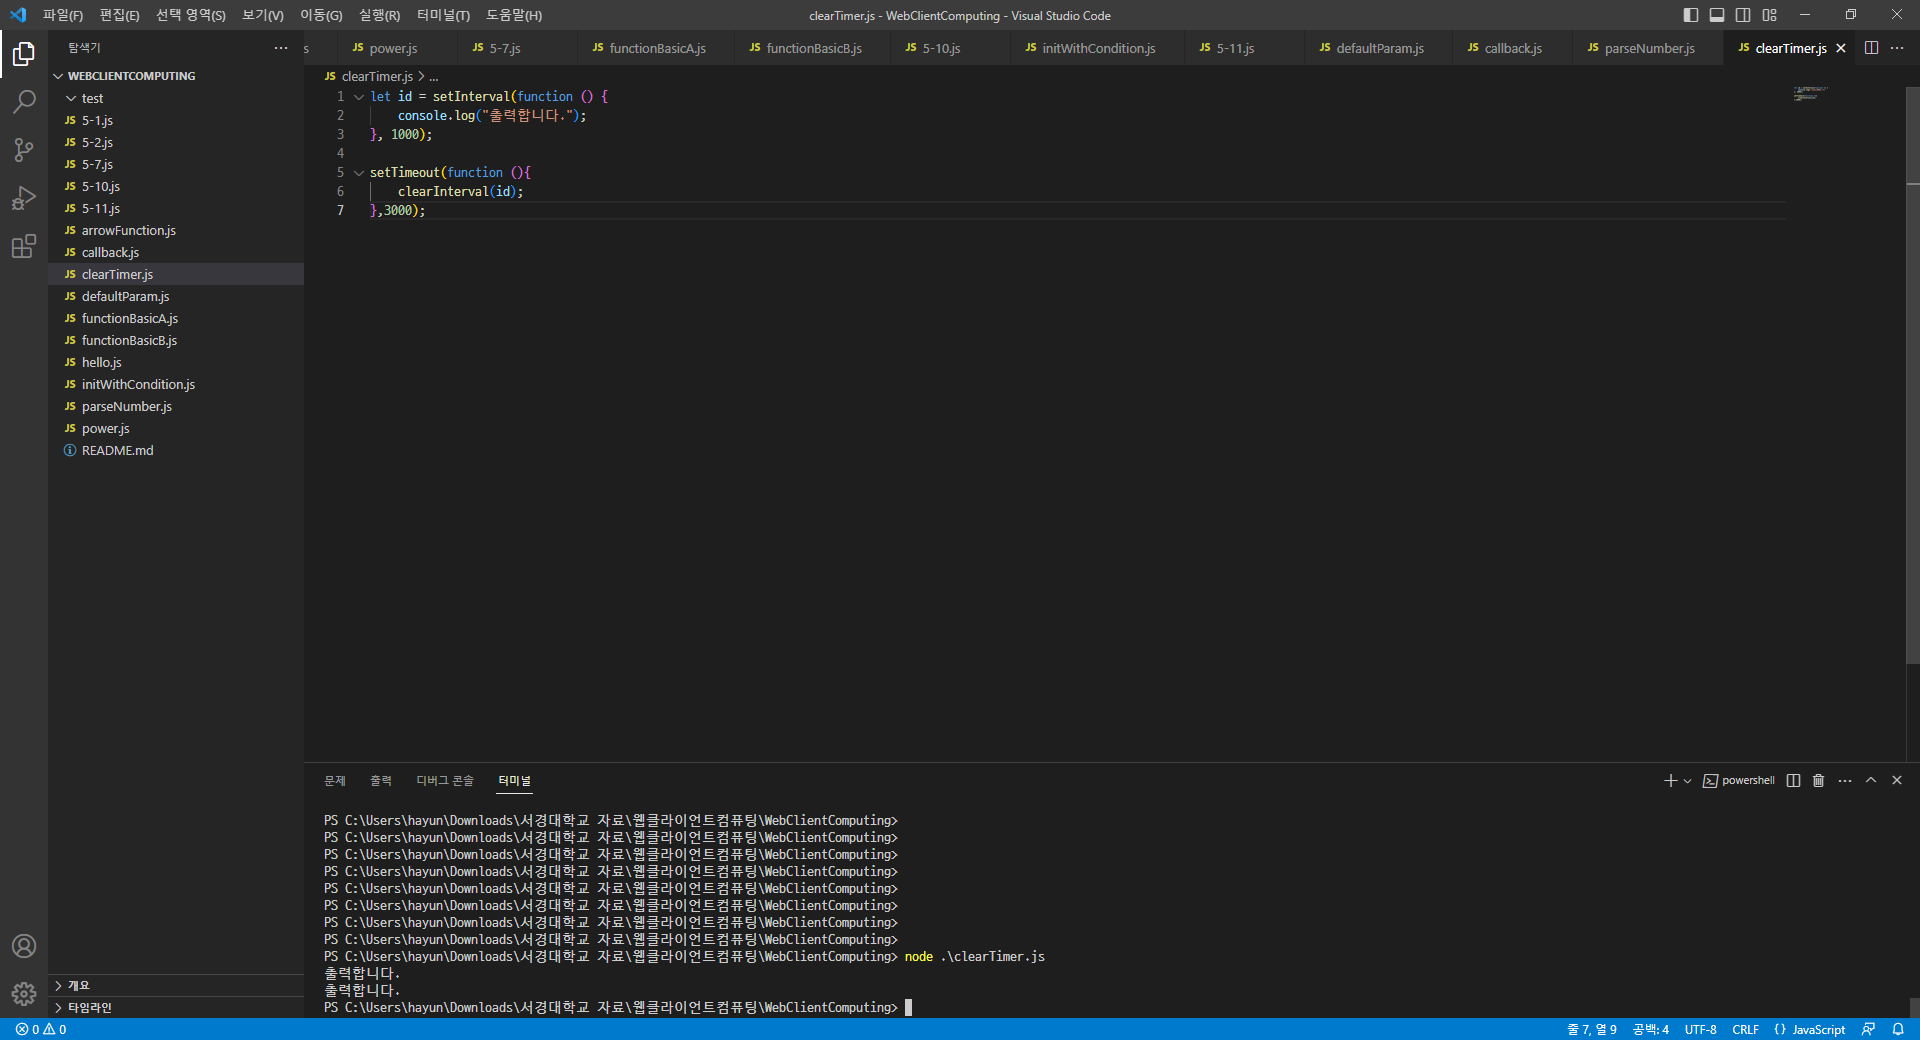 파일(F) 편집(E) 선택 영역(S) 보기(V) 이동(G) 실행(R) 터미널(T) 도움말(H) clearTimer.js - WebClientComputing - Visual Studio Code
탐색기
s power.js 5-7.js functionBasicA.js functionBasicB.js 5-10.js initWithCondition.js 5-11.js defaultParam.js callback.js parseNumber.js clearTimer.js
WEBCLIENTCOMPUTING
test
JS 5-1.js
JS 5-2.js
JS 5-7.js
JS 5-10.js
JS 5-11.js
JS arrowFunction.js
JS callback.js
JS clearTimer.js
JS defaultParam.js
JS functionBasicA.js
JS functionBasicB.js
JS hello.js
JS initWithCondition.js
JS parseNumber.js
JS power.js
README.md
개요
타임라인
JS clearTimer.js > ...
1 let id = setInterval(function () {
2 console.log("출력합니다.");
3 }, 1000);
4
5 setTimeout(function (){
6 clearInterval(id);
7 },3000);
문제 출력 디버그 콘솔 터미널 powershell
PS C:\Users\hayun\Downloads\서경대학교 자료\웹클라이언트컴퓨팅\WebClientComputing>
PS C:\Users\hayun\Downloads\서경대학교 자료\웹클라이언트컴퓨팅\WebClientComputing>
PS C:\Users\hayun\Downloads\서경대학교 자료\웹클라이언트컴퓨팅\WebClientComputing>
PS C:\Users\hayun\Downloads\서경대학교 자료\웹클라이언트컴퓨팅\WebClientComputing>
PS C:\Users\hayun\Downloads\서경대학교 자료\웹클라이언트컴퓨팅\WebClientComputing>
PS C:\Users\hayun\Downloads\서경대학교 자료\웹클라이언트컴퓨팅\WebClientComputing>
PS C:\Users\hayun\Downloads\서경대학교 자료\웹클라이언트컴퓨팅\WebClientComputing>
PS C:\Users\hayun\Downloads\서경대학교 자료\웹클라이언트컴퓨팅\WebClientComputing>
PS C:\Users\hayun\Downloads\서경대학교 자료\웹클라이언트컴퓨팅\WebClientComputing> node .\clearTimer.js
출력합니다.
출력합니다.
PS C:\Users\hayun\Downloads\서경대학교 자료\웹클라이언트컴퓨팅\WebClientComputing>
0 0 줄 7, 열 9 공백: 4 UTF-8 CRLF {} JavaScript